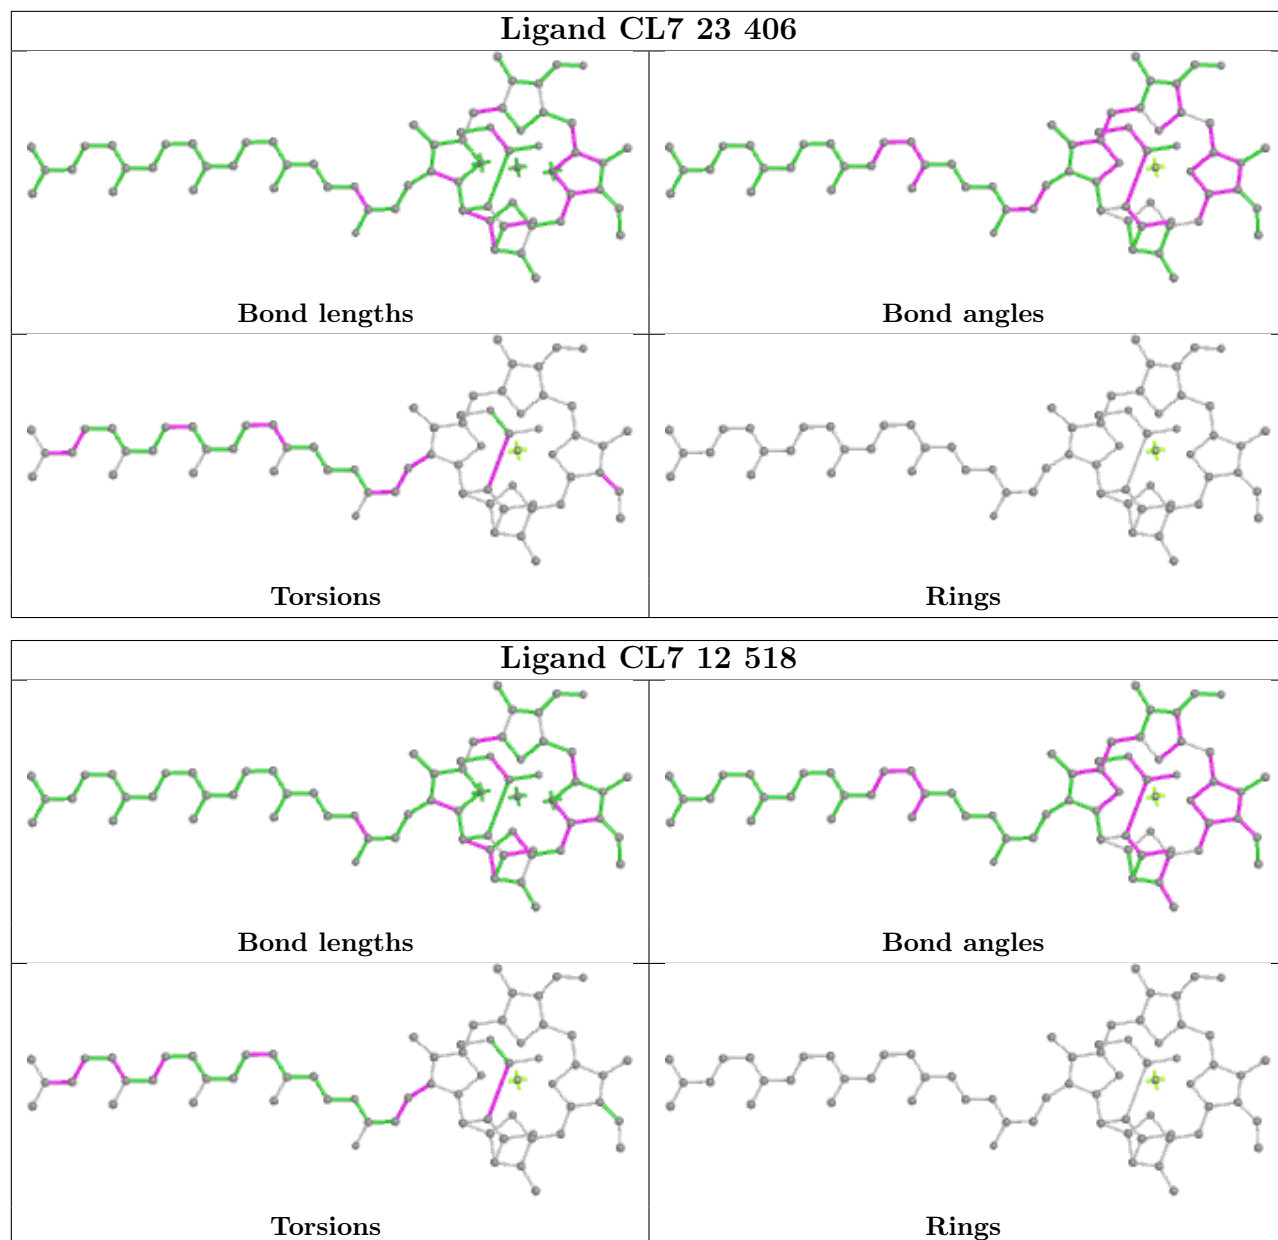 Ligand CL7 23 406
Bond lengths
Bond angles
Torsions
Rings
Ligand CL7 12 518
Bond lengths
Bond angles
Torsions
Rings